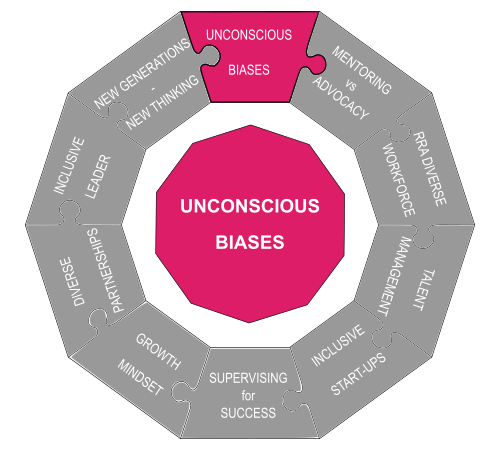 UNCONSCIOUS
BIASES
MENTORING
vs
ADVOCACY
RRA DIVERSE
WORKFORCE
TALENT
MANAGEMENT
INCLUSIVE
START-UPS
SUPERVISING
for
SUCCESS
GROWTH
MINDSET
DIVERSE
PARTNERSHIPS
INCLUSIVE
LEADER
NEW GENERATIONS
-
NEW THINKING
UNCONSCIOUS
BIASES